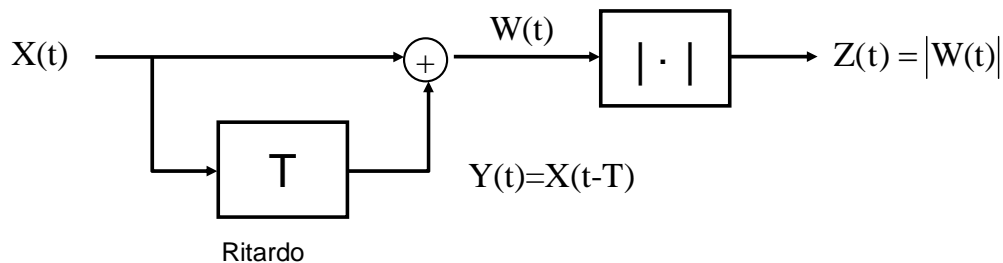 X(t)
+
W(t)
| · |
Z(t) = |W(t)|
T
Y(t)=X(t-T)
Ritardo